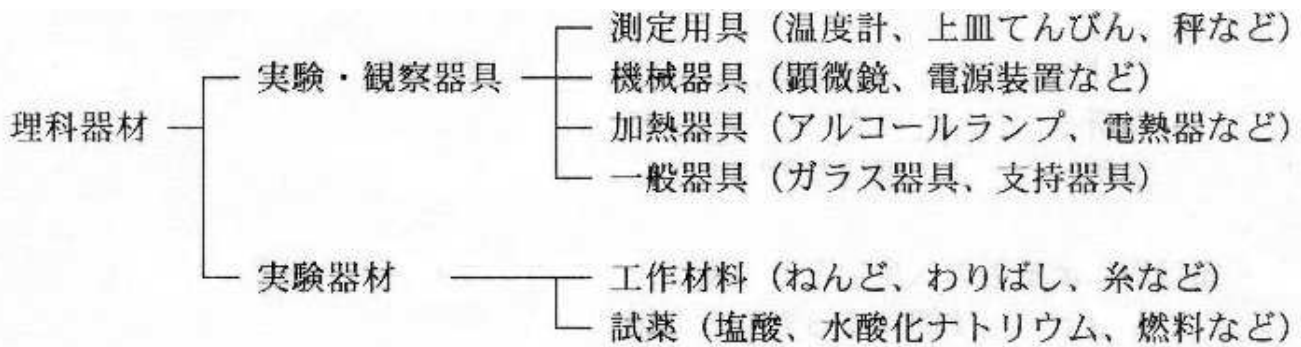 測定用具（温度計、上皿てんびん、秤など）
実験・観察器具
機械器具（顕微鏡、電源装置など）
理科器材
加熱器具（アルコールランプ、電熱器など）
一般器具（ガラス器具、支持器具）
実験器材
工作材料（ねんど、わりばし、糸など）
試薬（塩酸、水酸化ナトリウム、燃料など）